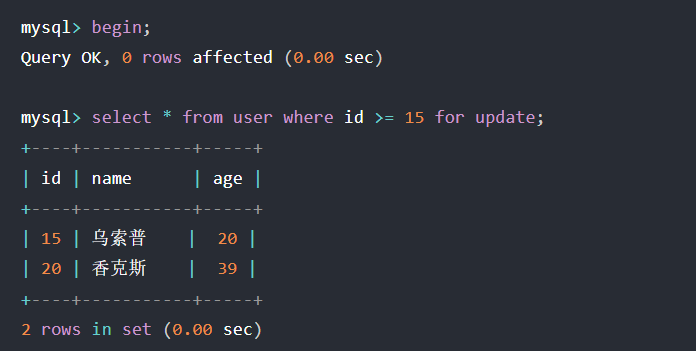 mysql> begin;
Query OK, 0 rows affected (0.00 sec)
mysql> select * from user where id >= 15 for update;
+----+-----------+-----+
| id | name      | age |
+----+-----------+-----+
| 15 | 乌索普    |  20 |
| 20 | 香克斯    |  39 |
+----+-----------+-----+
2 rows in set (0.00 sec)